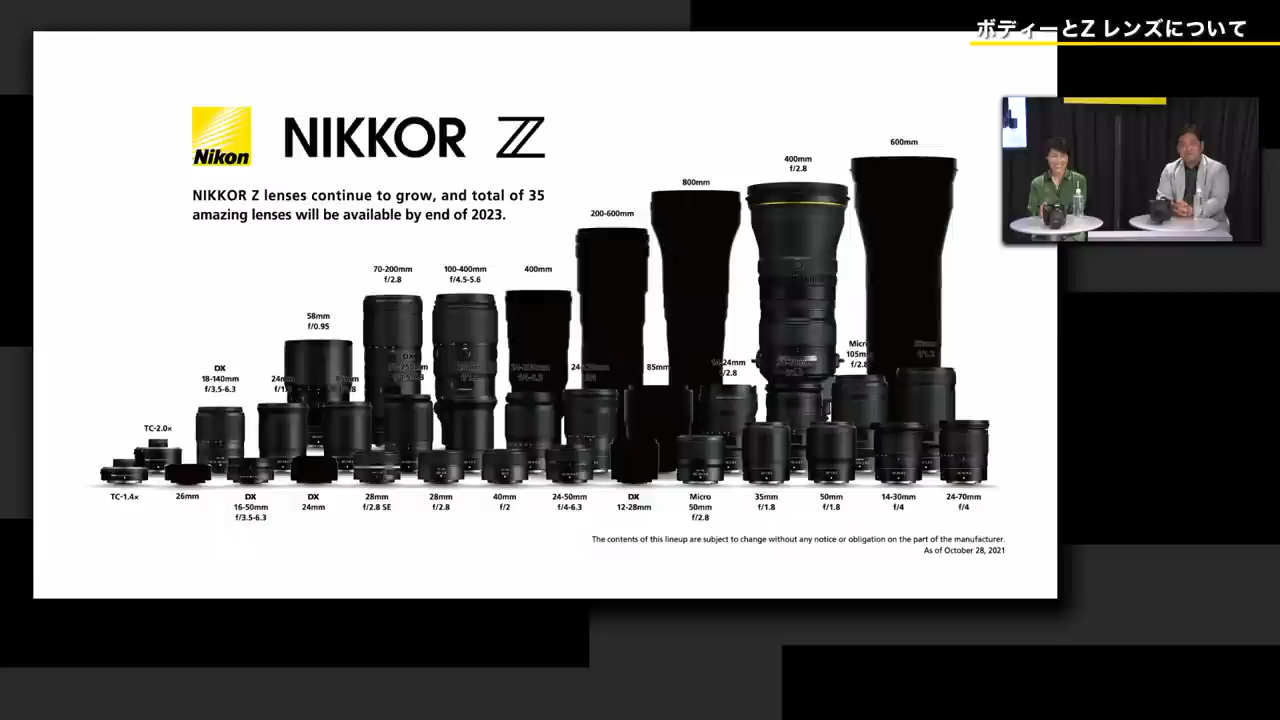 ボディーとZ レンズについて
Nikon
NIKKOR Z
NIKKOR Z lenses continue to grow, and total of 35
amazing lenses will be available by end of 2023.
600mm
400mm
f/2.8
800mm
200-600mm
70-200mm
f/2.8
100-400mm
f/4.5-5.6
400mm
58mm
f/0.95
DX
18-140mm
f/3.5-6.3
85mm
Micro
105mm
f/2.8
TC-2.0×
TC-1.4×
26mm
DX
16-50mm
f/3.5-6.3
DX
24mm
28mm
f/2.8 SE
28mm
f/2.8
40mm
f/2
24-50mm
f/4-6.3
DX
12-28mm
Micro
50mm
f/2.8
35mm
f/1.8
50mm
f/1.8
14-30mm
f/4
24-70mm
f/4
The contents of this lineup are subject to change without any notice or obligation on the part of the manufacturer.
As of October 28, 2021